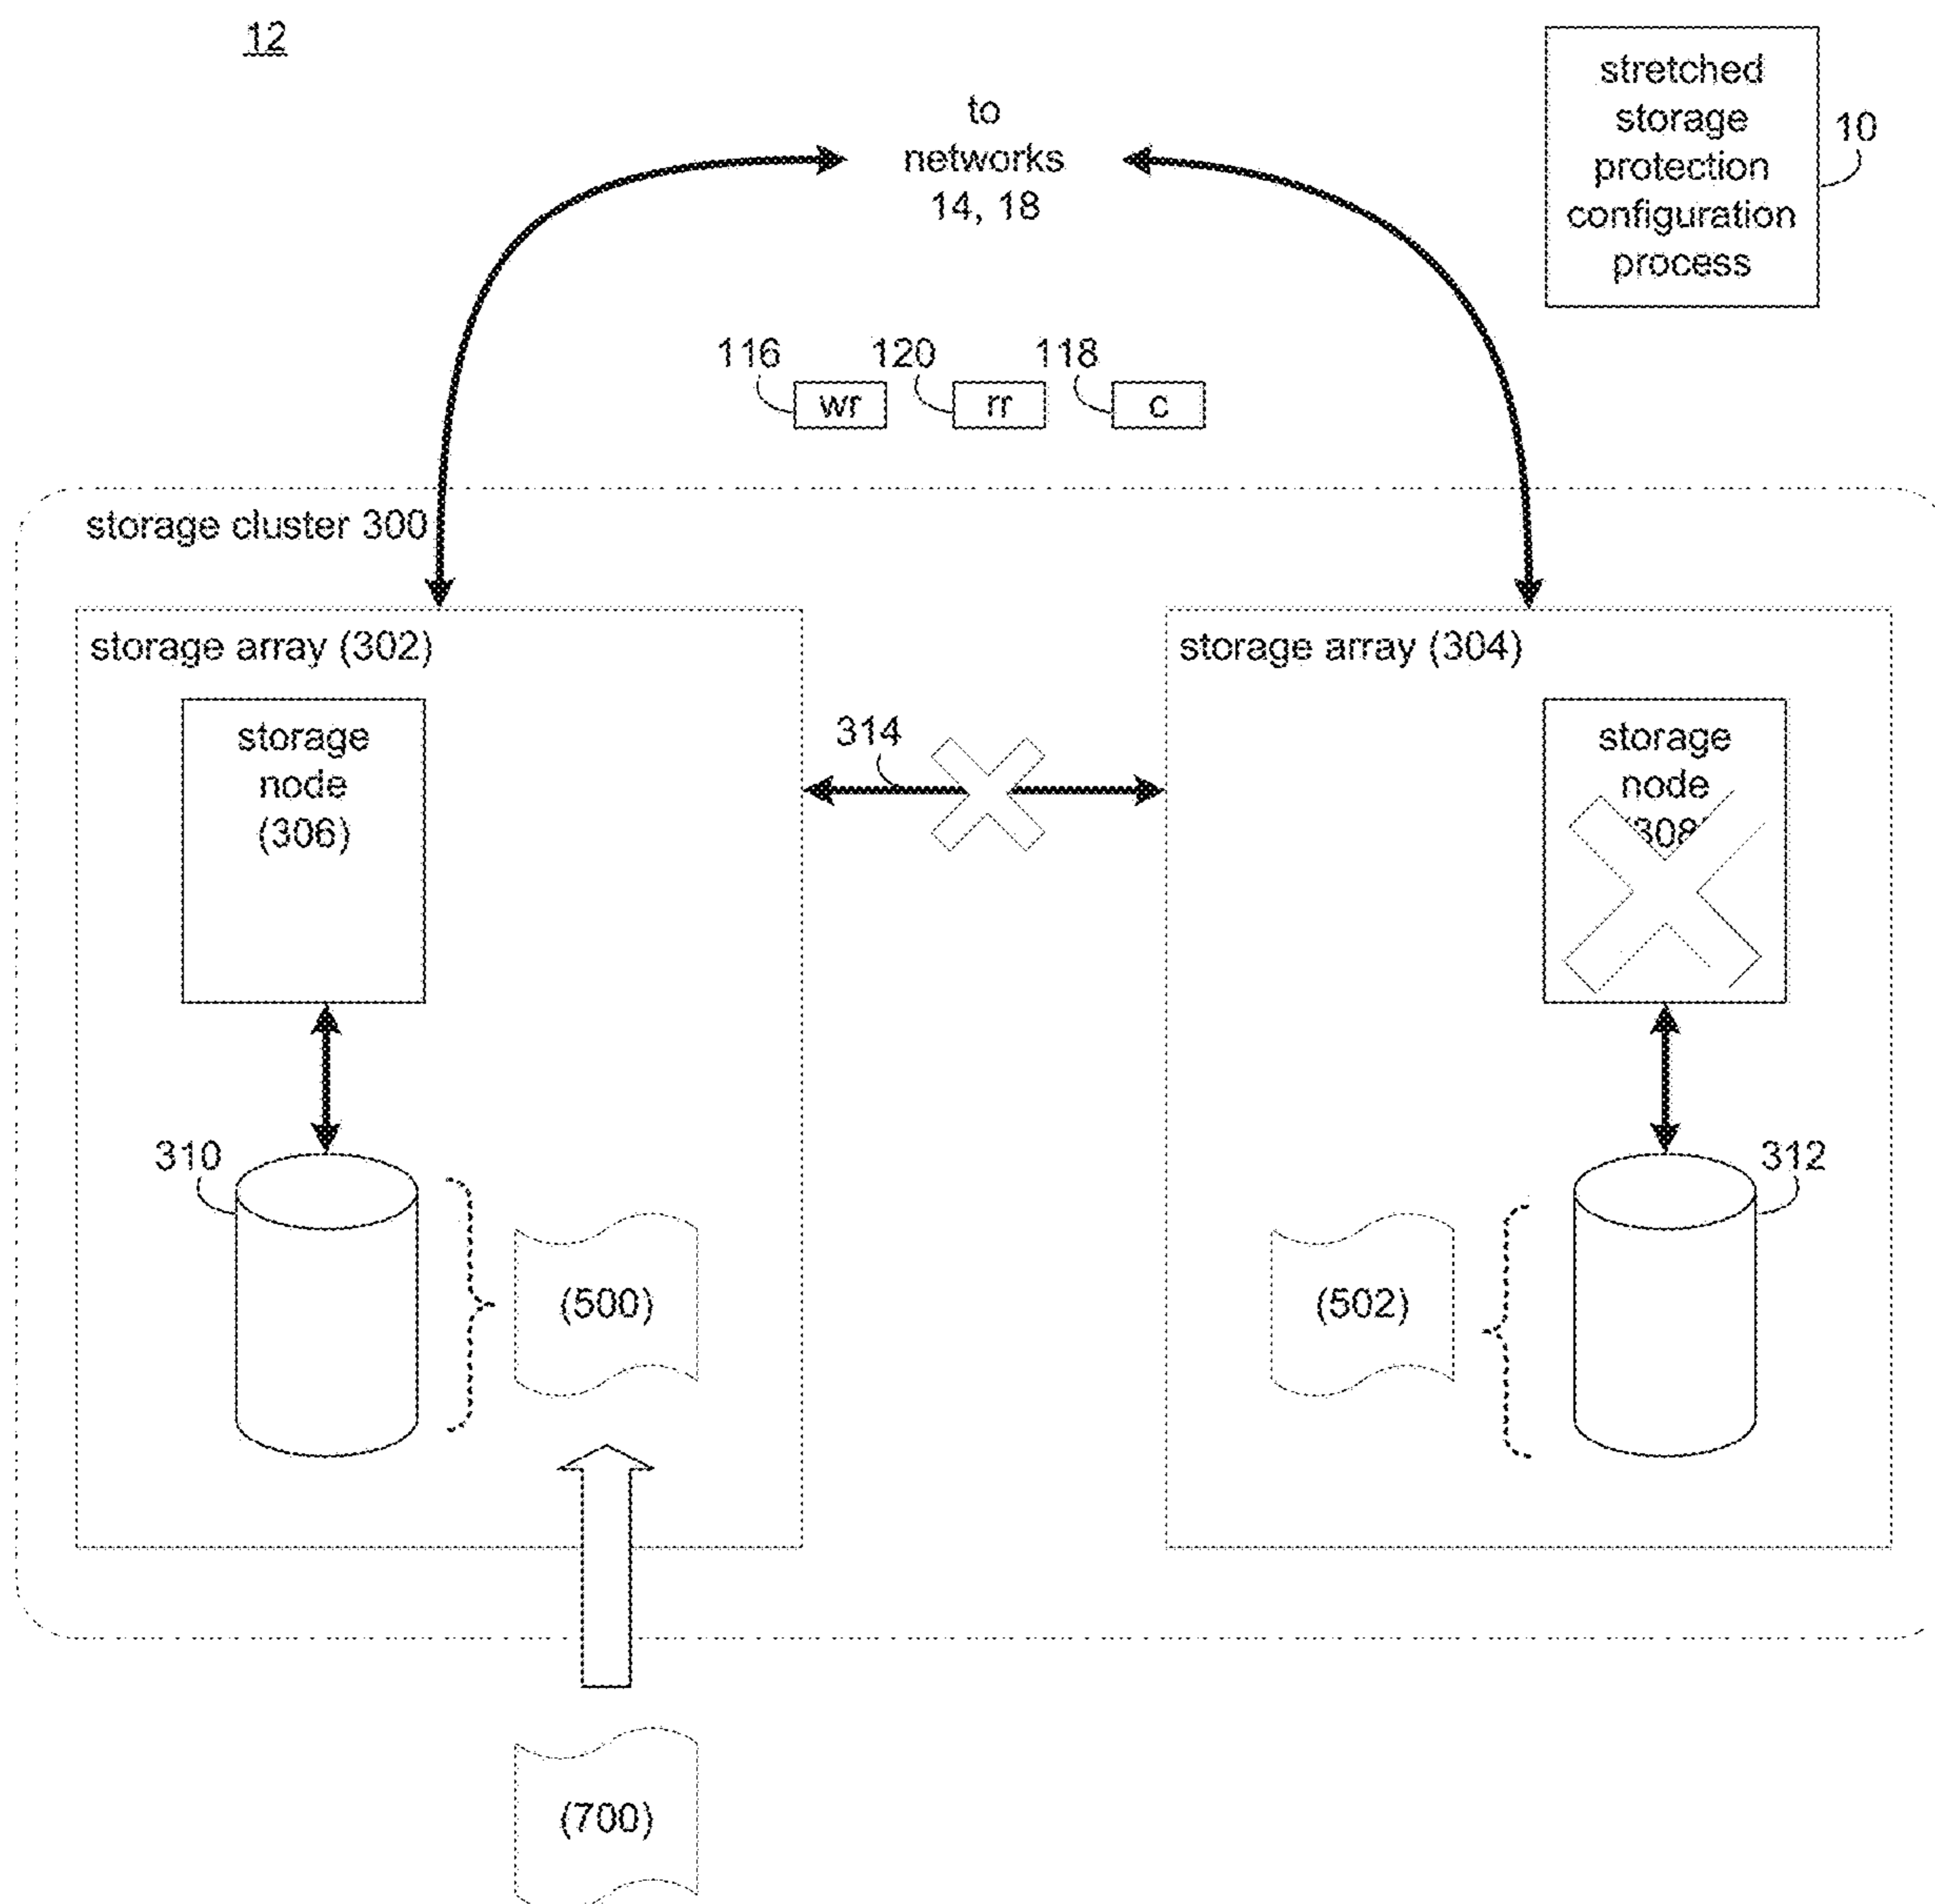 12
to
networks
14, 18
stretched
storage
protection
configuration
process
10
116
120
118
wr
rr
c
storage cluster 300
storage array (302)
storage array (304)
storage
node
(306)
314
storage
node
(308)
310
312
(500)
(502)
(700)